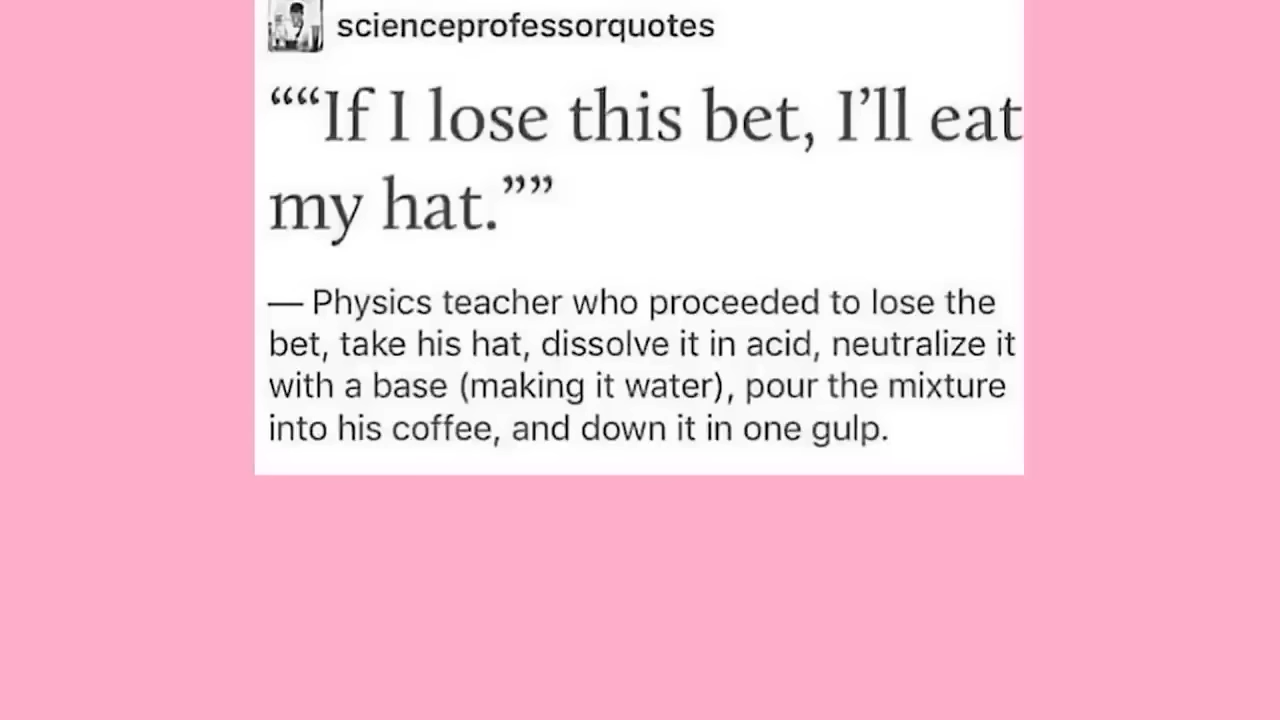 scienceprofessorquotes
““If I lose this bet, I’ll eat
my hat.””
— Physics teacher who proceeded to lose the
bet, take his hat, dissolve it in acid, neutralize it
with a base (making it water), pour the mixture
into his coffee, and down it in one gulp.